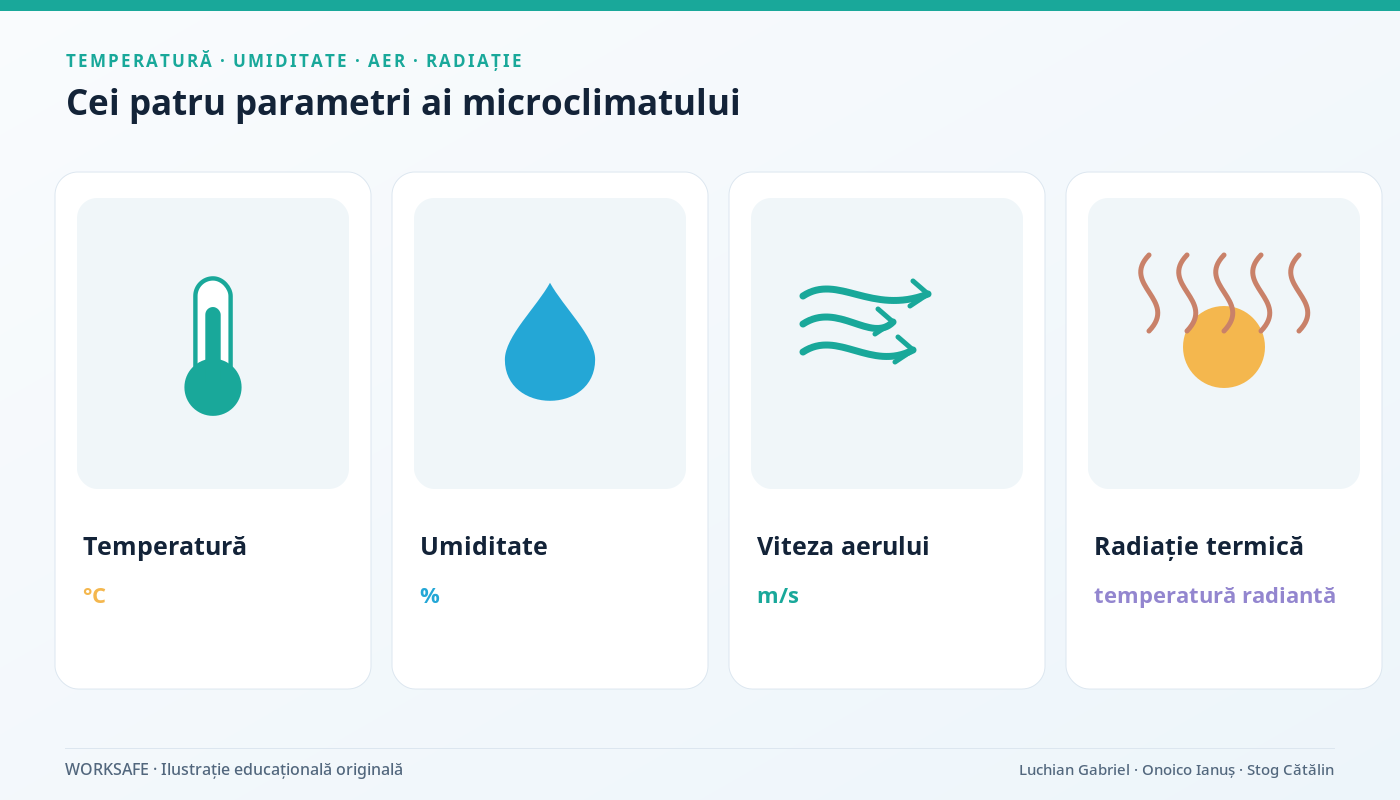 TEMPERATURĂ · UMIDITATE · AER · RADIAȚIE
Cei patru parametri ai microclimatului
Temperatură
°C
Umiditate
%
Viteza aerului
m/s
Radiație termică
temperatură radiantă
WORKSAFE · Ilustrație educațională originală
Luchian Gabriel · Onoico Ianuș · Stog Cătălin